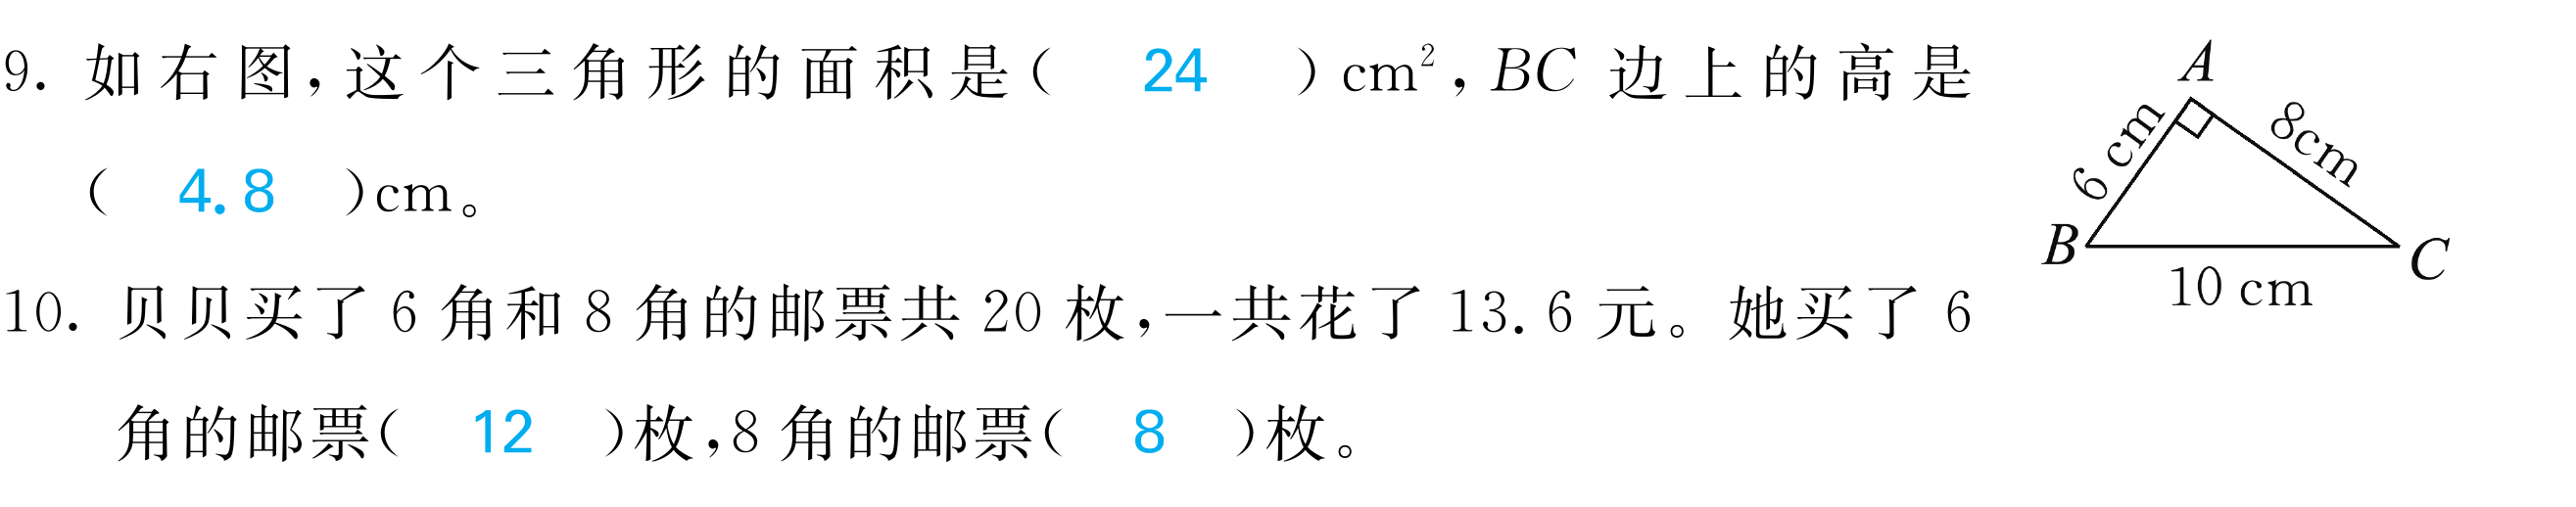 9. 如右图,这个三角形的面积是( 24 )cm²,BC 边上的高是
( 4.8 )cm。
A
6 cm
8cm
B
C
10 cm
10. 贝贝买了 6 角和 8 角的邮票共 20 枚,一共花了 13.6 元。她买了 6
角的邮票( 12 )枚,8 角的邮票( 8 )枚。